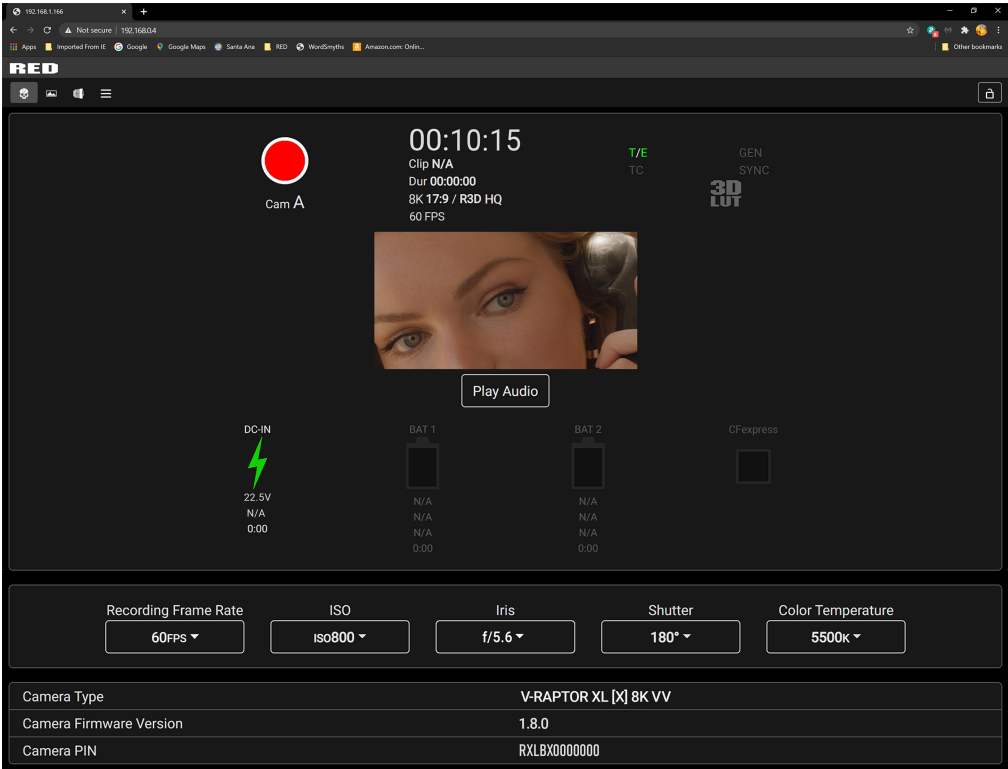 192.168.1.166
Not secure | 192.168.0.4
Apps Imported From IE Google Google Maps Santa Ana RED WordSmyths Amazon.com: Onlin... Other bookmarks
RED
Cam A
00:10:15
Clip N/A
Dur 00:00:00
8K 17:9 / R3D HQ
60 FPS
T/E
TC
GEN
SYNC
3D
LUT
Play Audio
DC-IN BAT 1 BAT 2 CFexpress
22.5V N/A N/A
N/A N/A N/A
0:00 N/A N/A
0:00 0:00
Recording Frame Rate ISO Iris Shutter Color Temperature
60FPS ISO800 f/5.6 180° 5500K
Camera Type V-RAPTOR XL [X] 8K VV
Camera Firmware Version 1.8.0
Camera PIN RXLBX0000000